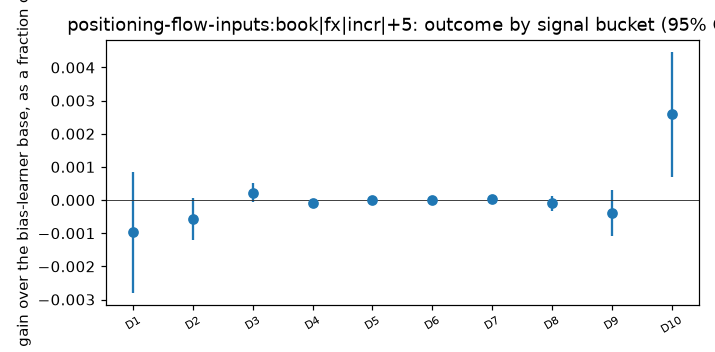 positioning-flow-inputs:book|fx|incr|+5: outcome by signal bucket (95%
gain over the bias-learner base, as a fraction
0.004
0.003
0.002
0.001
0.000
−0.001
−0.002
−0.003
D1 D2 D3 D4 D5 D6 D7 D8 D9 D10